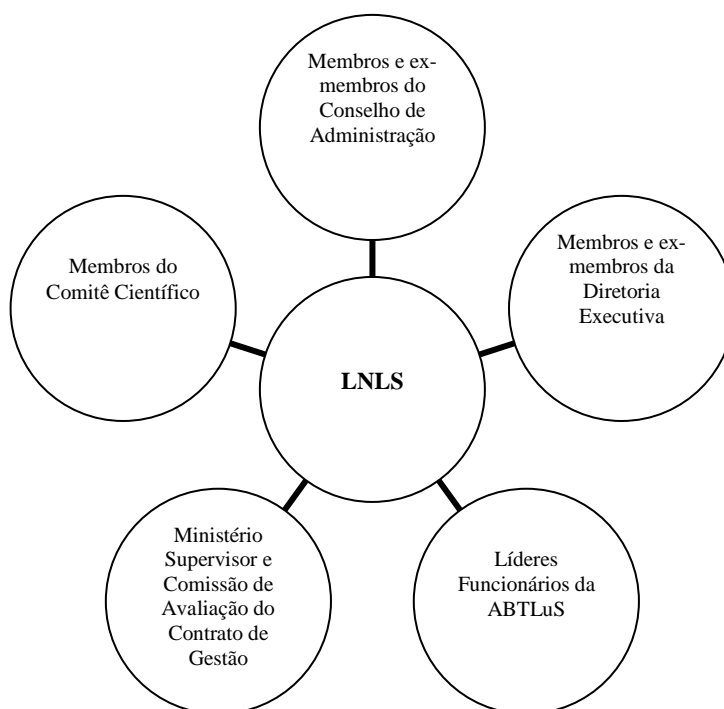 Membros e ex-
membros do
Conselho de
Administração
Membros do
Comitê Científico
Membros e ex-
membros da
Diretoria
Executiva
LNLS
Ministério
Supervisor e
Comissão de
Avaliação do
Contrato de
Gestão
Líderes
Funcionários da
ABTLuS